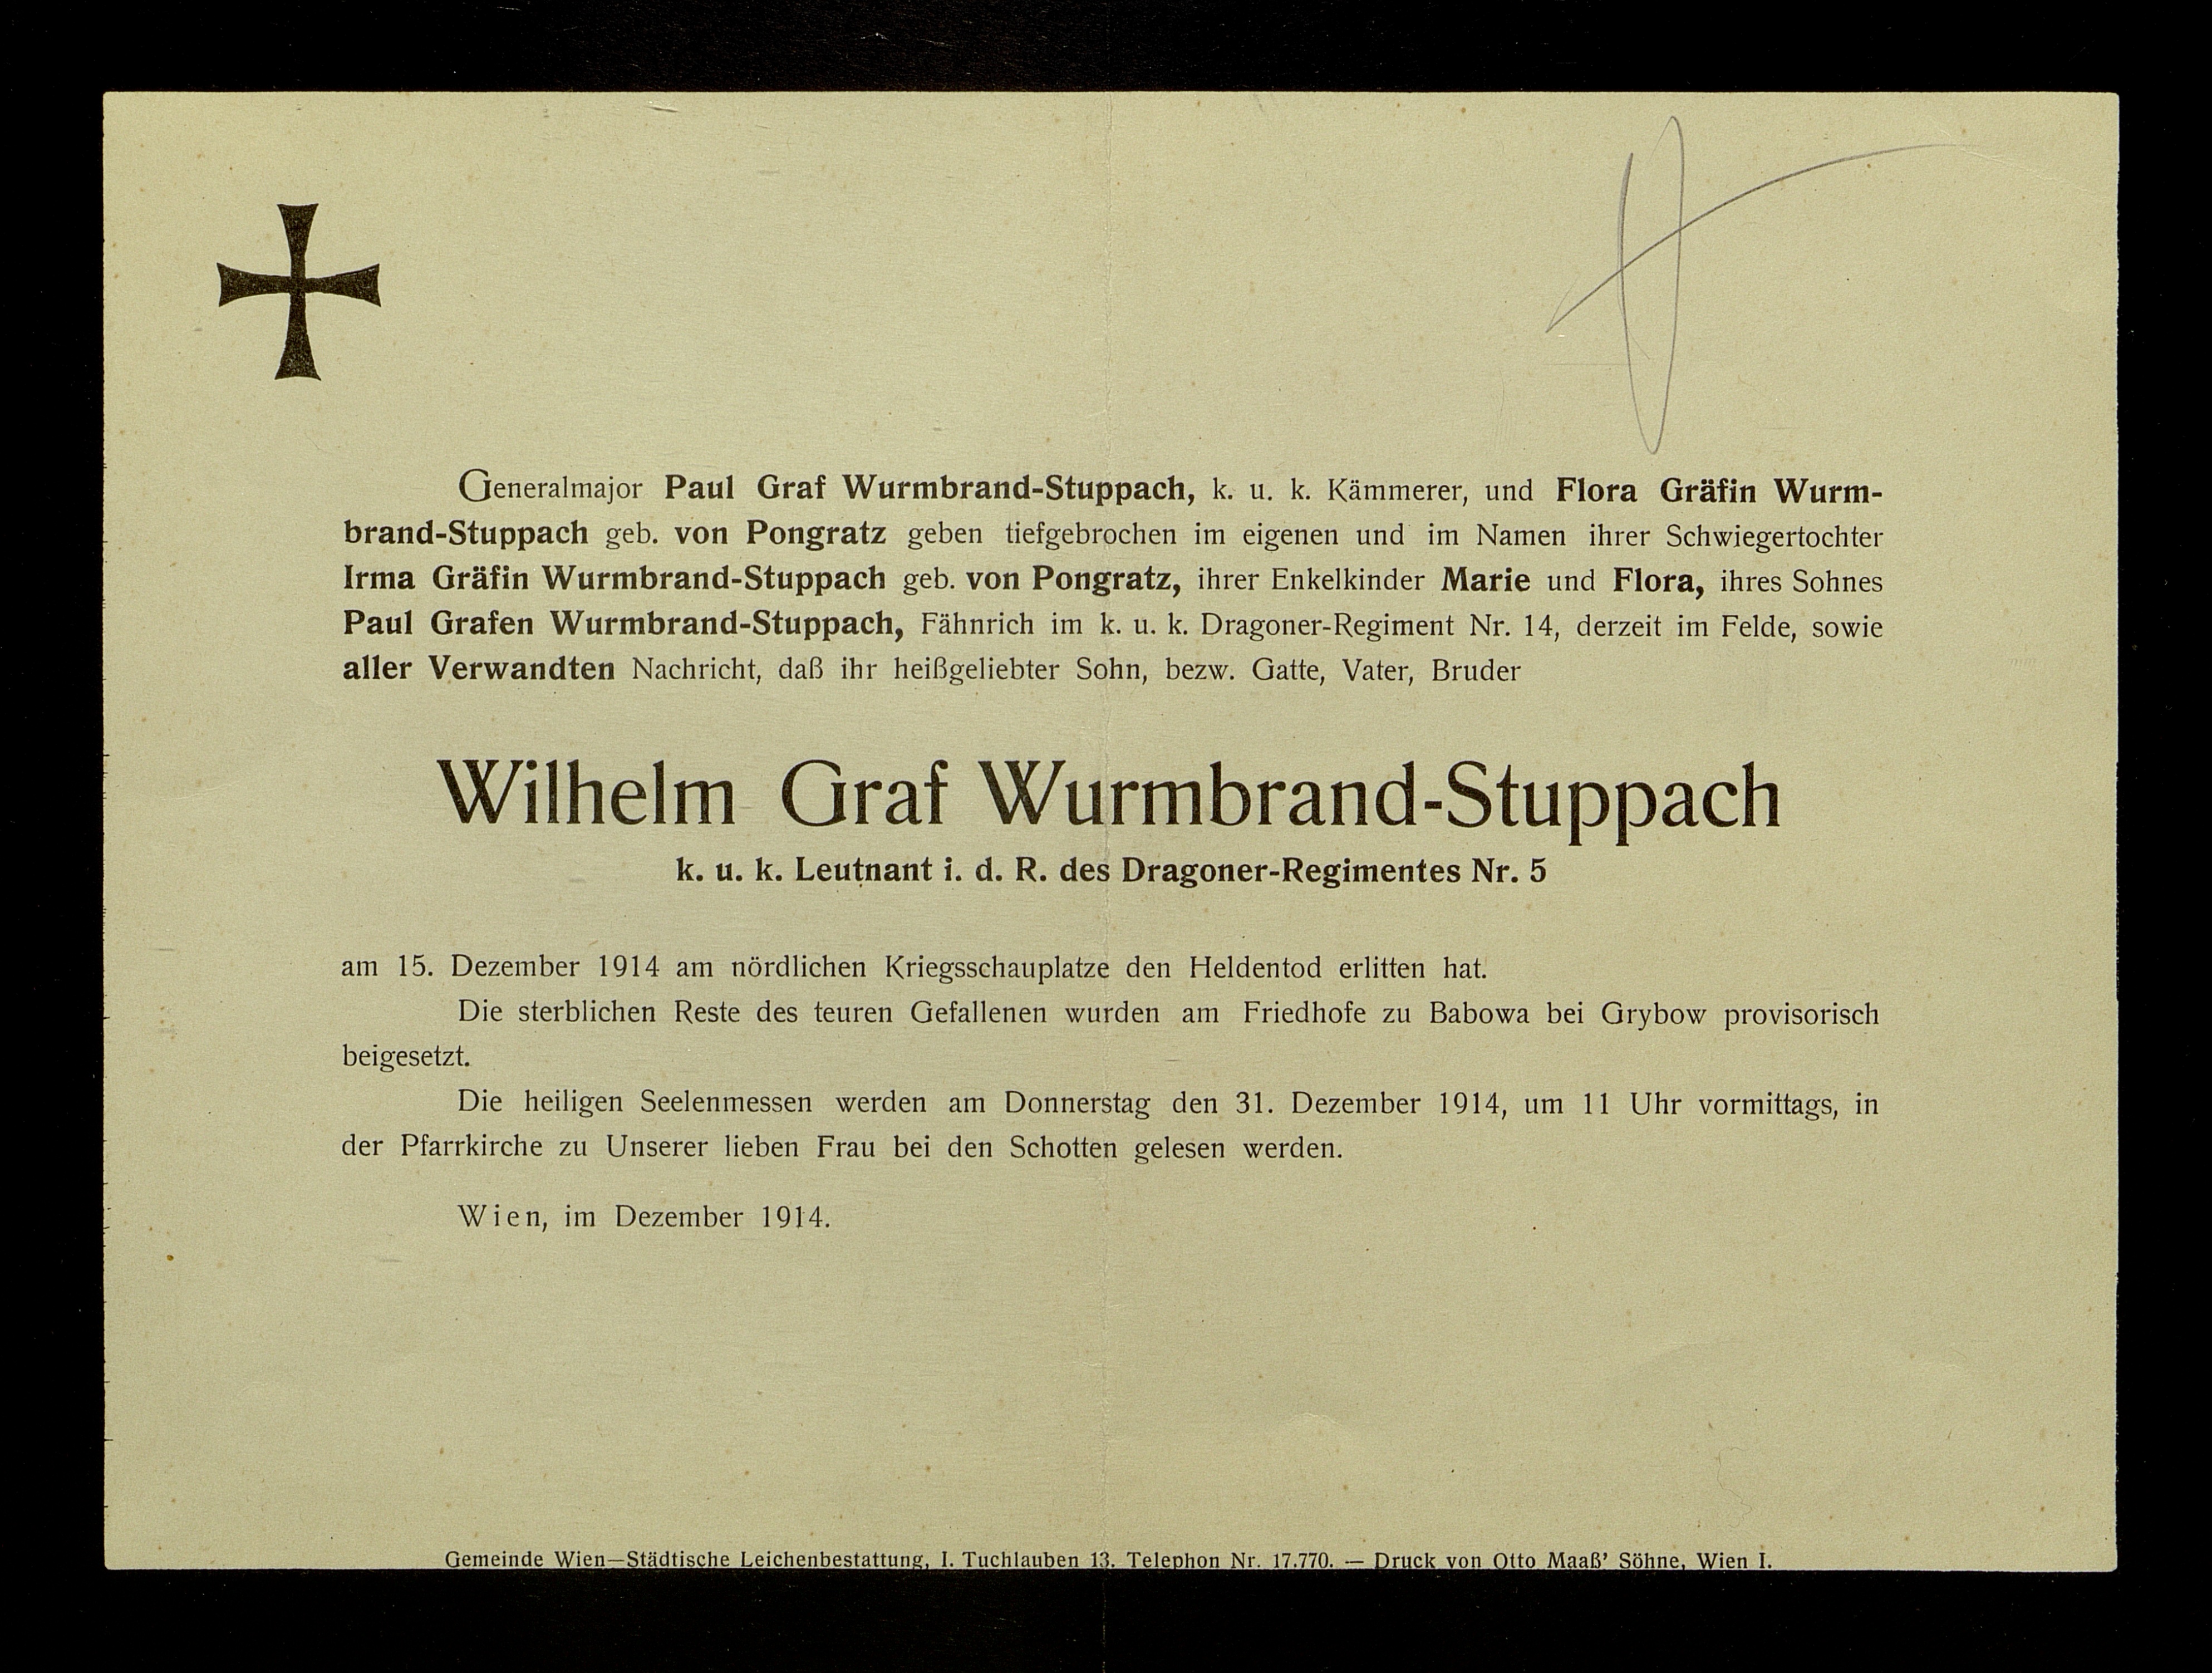 Generalmajor Paul Graf Wurmbrand-Stuppach, k. u. k. Kämmerer, und Flora Gräfin Wurm-
brand-Stuppach geb. von Pongratz geben tiefgebrochen im eigenen und im Namen ihrer Schwiegertochter
Irma Gräfin Wurmbrand-Stuppach geb. von Pongratz, ihrer Enkelkinder Marie und Flora, ihres Sohnes
Paul Grafen Wurmbrand-Stuppach, Fähnrich im k. u. k. Dragoner-Regiment Nr. 14, derzeit im Felde, sowie
aller Verwandten Nachricht, daß ihr heißgeliebter Sohn, bezw. Gatte, Vater, Bruder
Wilhelm Graf Wurmbrand-Stuppach
k. u. k. Leutnant i. d. R. des Dragoner-Regimentes Nr. 5
am 15. Dezember 1914 am nördlichen Kriegsschauplatze den Heldentod erlitten hat.
Die sterblichen Reste des teuren Gefallenen wurden am Friedhofe zu Babowa bei Grybow provisorisch
beigesetzt.
Die heiligen Seelenmessen werden am Donnerstag den 31. Dezember 1914, um 11 Uhr vormittags, in
der Pfarrkirche zu Unserer lieben Frau bei den Schotten gelesen werden.
Wien, im Dezember 1914.
Gemeinde Wien—Städtische Leichenbestattung, I. Tuchlauben 13. Telephon Nr. 17.770. — Druck von Otto Maaß' Söhne, Wien I.